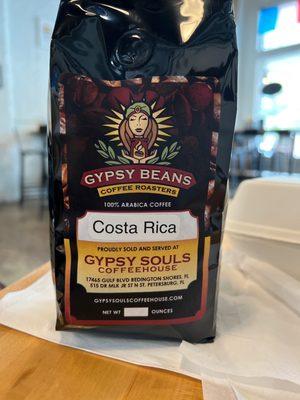 GYPSY BEANS
COFFEE ROASTERS
100% ARABICA COFFEE
Costa Rica
PROUDLY SOLD AND SERVED AT
GYPSY SOULS
COFFEEHOUSE
17465 GULF BLVD REDINGTON SHORES, FL
515 DR MLK JR ST N ST. PETERSBURG, FL
GYPSYSOULSCOFFEEHOUSE.COM
NET WT OUNCES